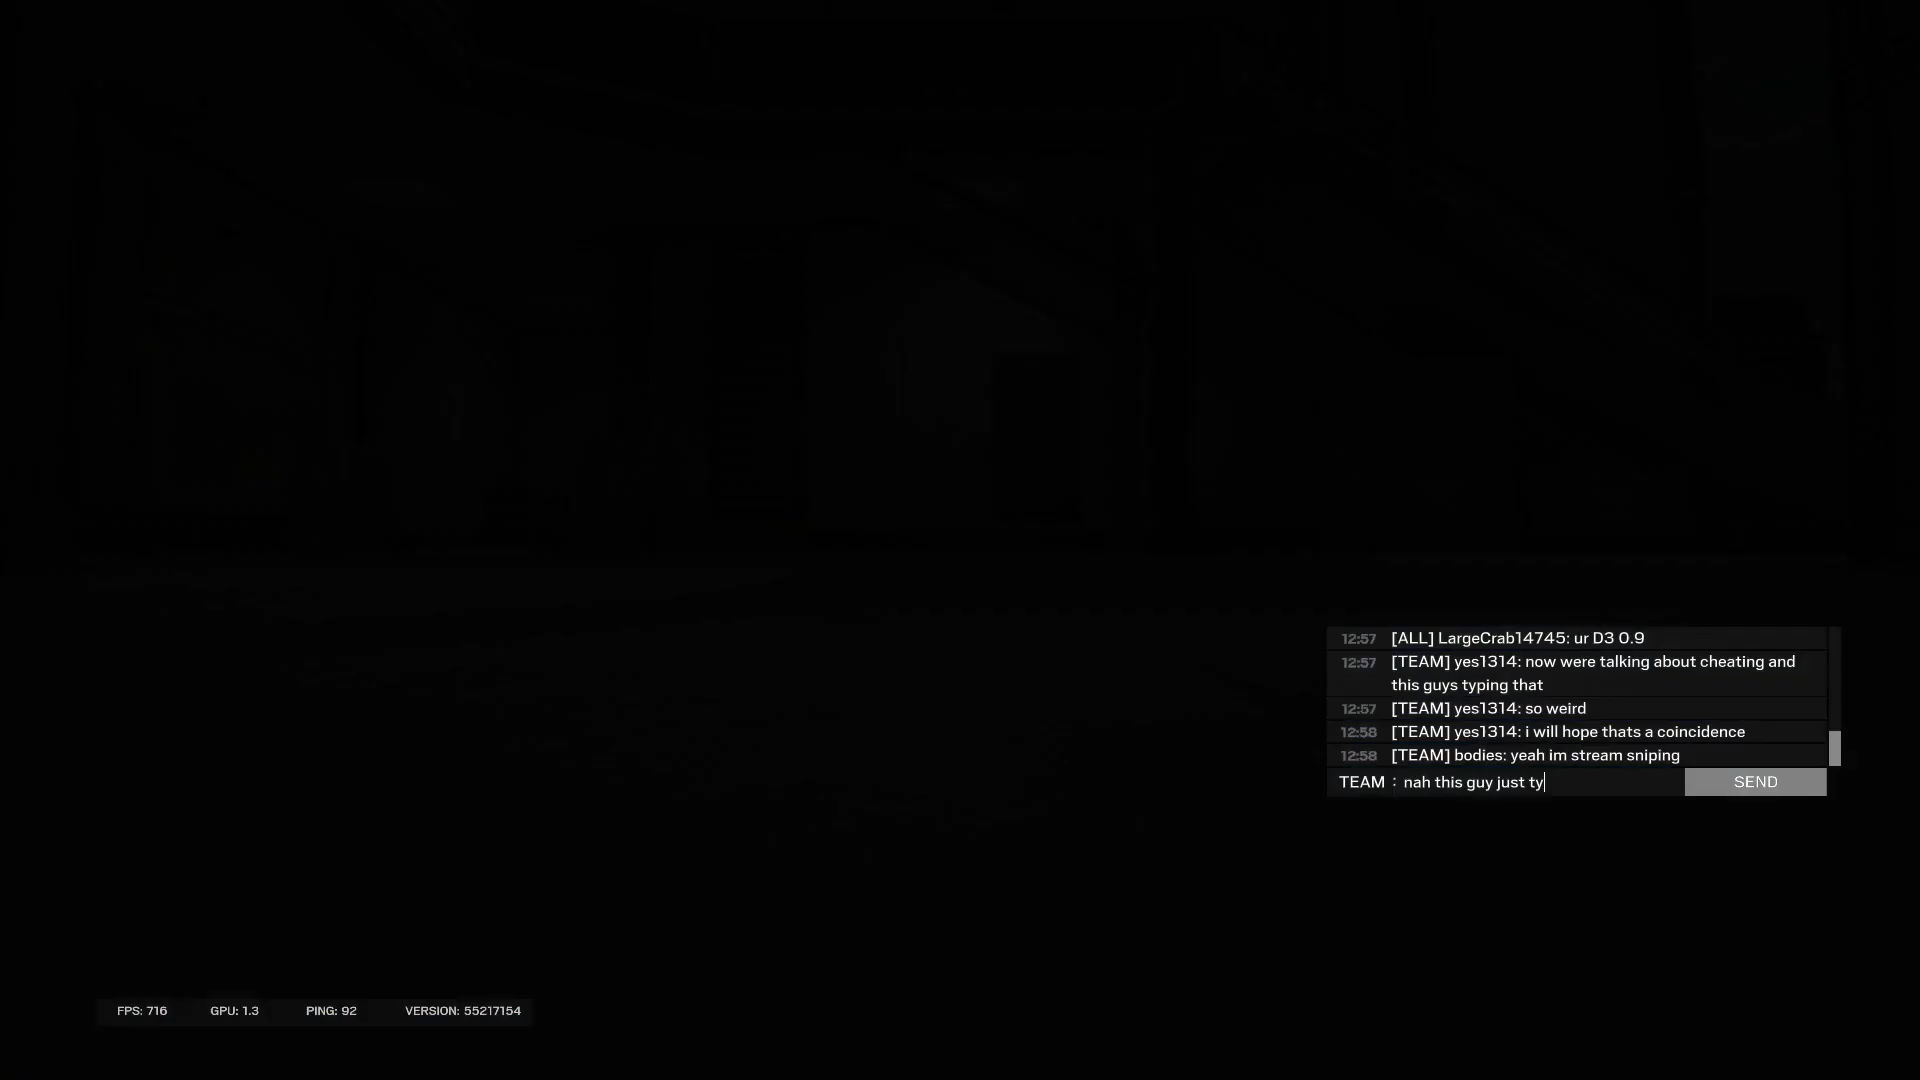 12:57 [ALL] LargeCrab14745: ur D3 0.9
12:57 [TEAM] yes1314: now were talking about cheating and
this guys typing that
12:57 [TEAM] yes1314: so weird
12:58 [TEAM] yes1314: i will hope thats a coincidence
12:58 [TEAM] bodies: yeah im stream sniping
TEAM : nah this guy just ty SEND
FPS: 716 GPU: 1.3 PING: 92 VERSION: 55217154